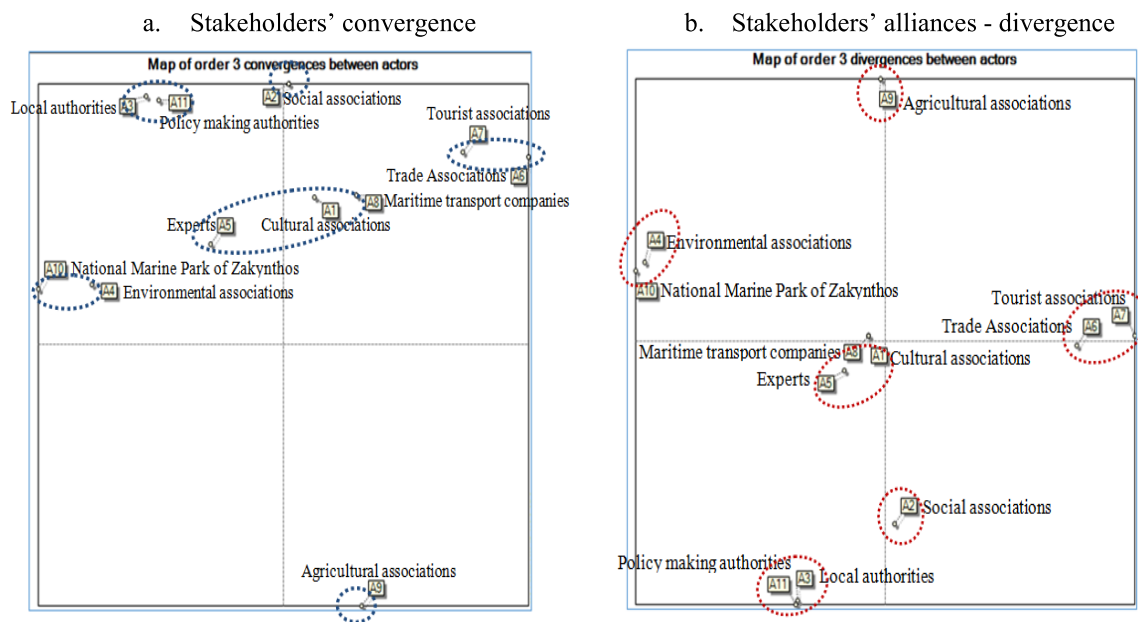 a. Stakeholders’ convergence
Map of order 3 convergences between actors
Local authorities A3
A11
Policy making authorities
A2 Social associations
Tourist associations
A7
Trade Associations A6
A8 Maritime transport companies
A1
Experts A5
Cultural associations
A10 National Marine Park of Zakynthos
A4 Environmental associations
Agricultural associations
A9
b. Stakeholders’ alliances - divergence
Map of order 3 divergences between actors
A9 Agricultural associations
A4 Environmental associations
A10 National Marine Park of Zakynthos
Tourist associations
A7
Trade Associations A6
Maritime transport companies A8
A1 Cultural associations
Experts A5
A2 Social associations
Policy making authorities
A11
A3 Local authorities